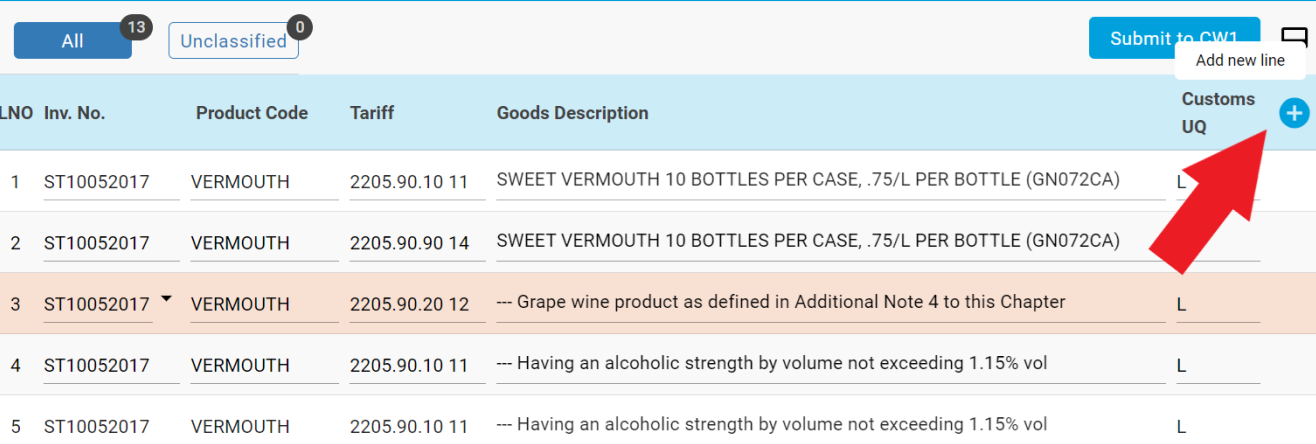 All 13 Unclassified 0 Submit to CW1
Add new line
LNO Inv. No. Product Code Tariff Goods Description Customs UQ
1 ST10052017 VERMOUTH 2205.90.10 11 SWEET VERMOUTH 10 BOTTLES PER CASE, .75/L PER BOTTLE (GN072CA) L
2 ST10052017 VERMOUTH 2205.90.90 14 SWEET VERMOUTH 10 BOTTLES PER CASE, .75/L PER BOTTLE (GN072CA)
3 ST10052017 VERMOUTH 2205.90.20 12 --- Grape wine product as defined in Additional Note 4 to this Chapter L
4 ST10052017 VERMOUTH 2205.90.10 11 --- Having an alcoholic strength by volume not exceeding 1.15% vol L
5 ST10052017 VERMOUTH 2205.90.10 11 --- Having an alcoholic strength by volume not exceeding 1.15% vol L